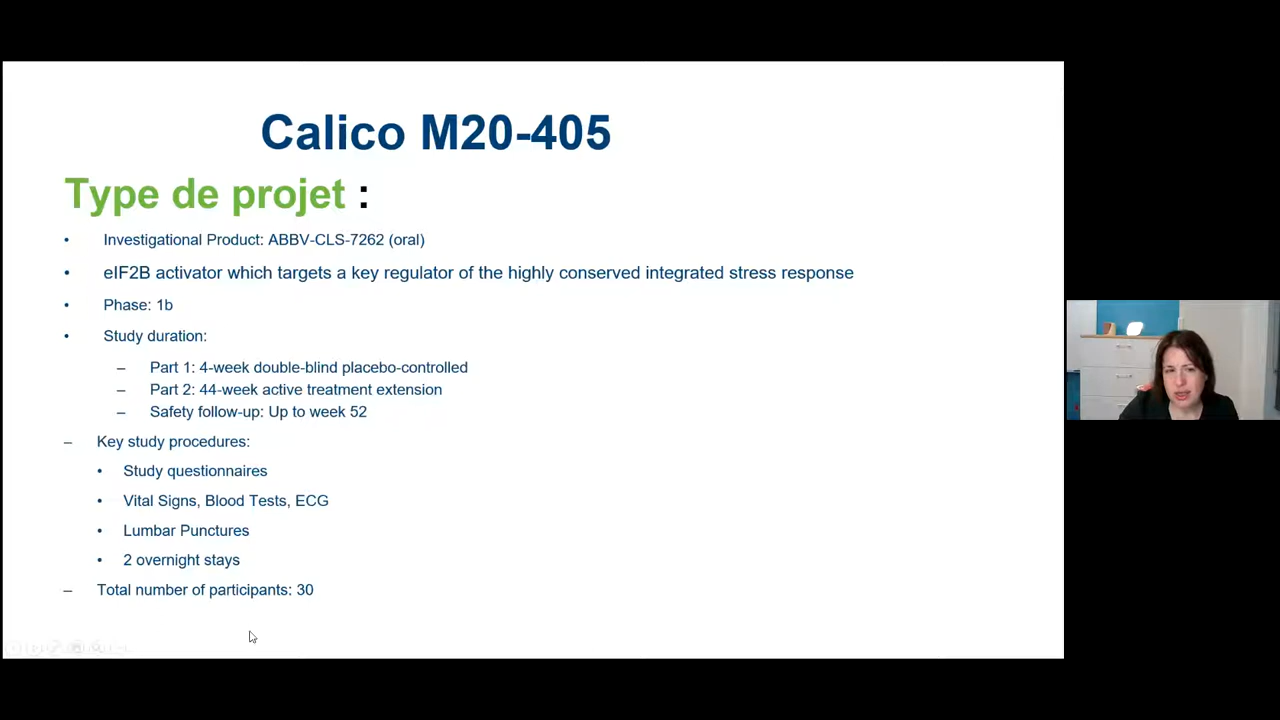 Calico M20-405
Type de projet :
• Investigational Product: ABBV-CLS-7262 (oral)
• eIF2B activator which targets a key regulator of the highly conserved integrated stress response
• Phase: 1b
• Study duration:
– Part 1: 4-week double-blind placebo-controlled
– Part 2: 44-week active treatment extension
– Safety follow-up: Up to week 52
– Key study procedures:
• Study questionnaires
• Vital Signs, Blood Tests, ECG
• Lumbar Punctures
• 2 overnight stays
– Total number of participants: 30